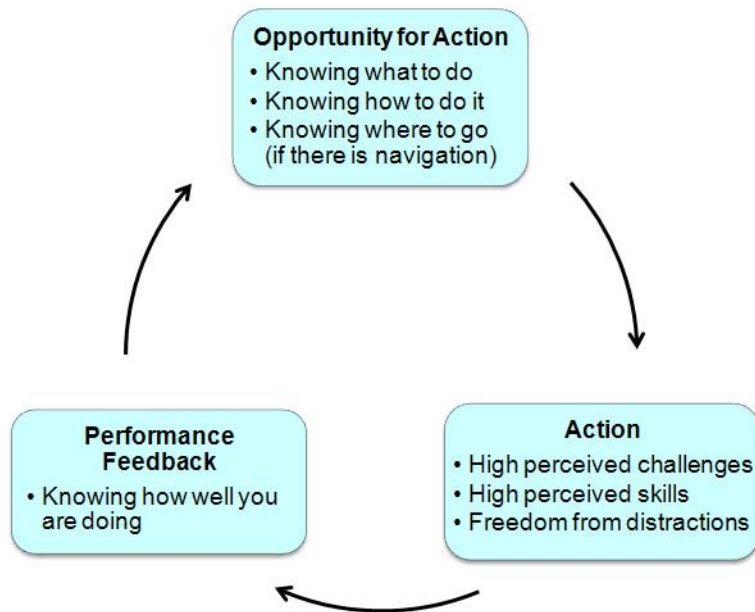 Opportunity for Action
• Knowing what to do
• Knowing how to do it
• Knowing where to go
(if there is navigation)
Action
• High perceived challenges
• High perceived skills
• Freedom from distractions
Performance
Feedback
• Knowing how well you
are doing